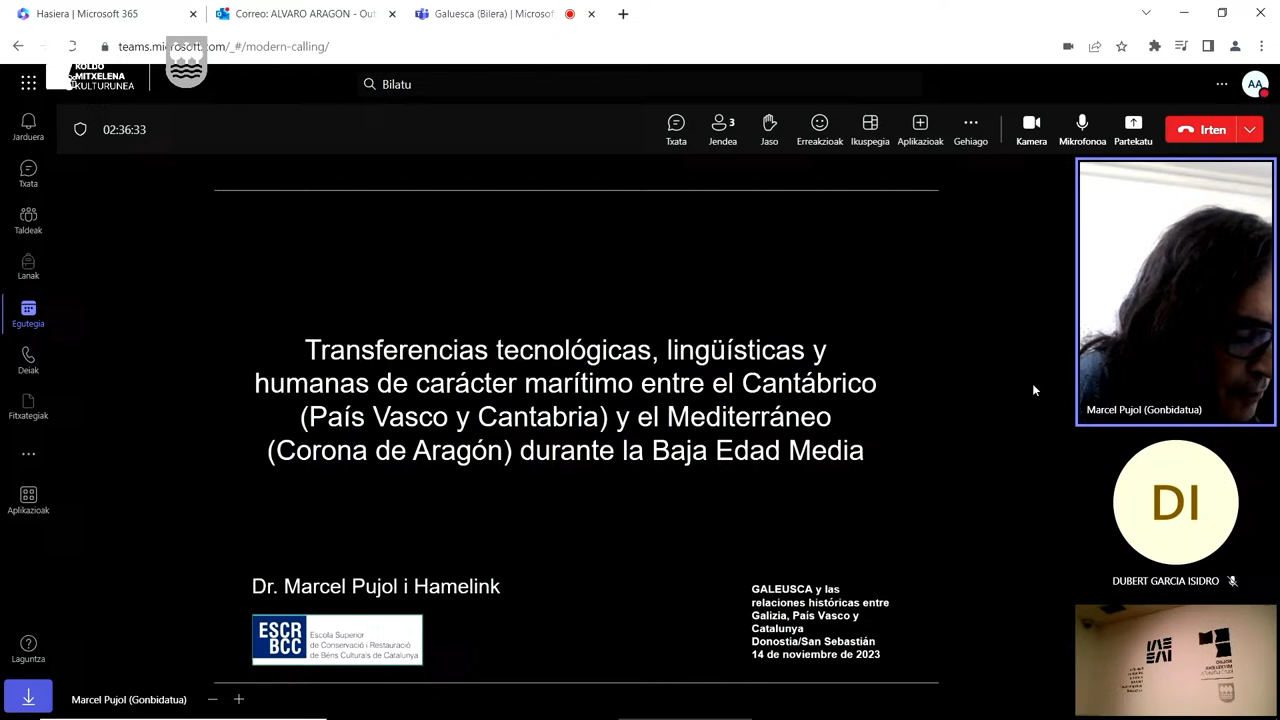 Hasiera | Microsoft 365
Correo: ALVARO ARAGON - Out
Galuesca (Bilera) | Microsof
teams.microsoft.com/_#/modern-calling/
KOLDO
MITXELENA
KULTURUNEA
Bilatu
AA
02:36:33
3
Txata
Jendea
Jaso
Erreakzioak
Ikuspegia
Aplikazioak
Gehiago
Kamera
Mikrofonoa
Partekatu
Irten
Jarduera
Txata
Taldeak
Lanak
Egutegia
Deiak
Fitxategiak
Aplikazioak
Laguntza
Transferencias tecnológicas, lingüísticas y
humanas de carácter marítimo entre el Cantábrico
(País Vasco y Cantabria) y el Mediterráneo
(Corona de Aragón) durante la Baja Edad Media
Dr. Marcel Pujol i Hamelink
ESCR
BCC
Escola Superior
de Conservació i Restauració
de Béns Culturals de Catalunya
GALEUSCA y las
relaciones históricas entre
Galizia, País Vasco y
Catalunya
Donostia/San Sebastián
14 de noviembre de 2023
Marcel Pujol (Gonbidatua)
DI
DUBERT GARCIA ISIDRO
Marcel Pujol (Gonbidatua)